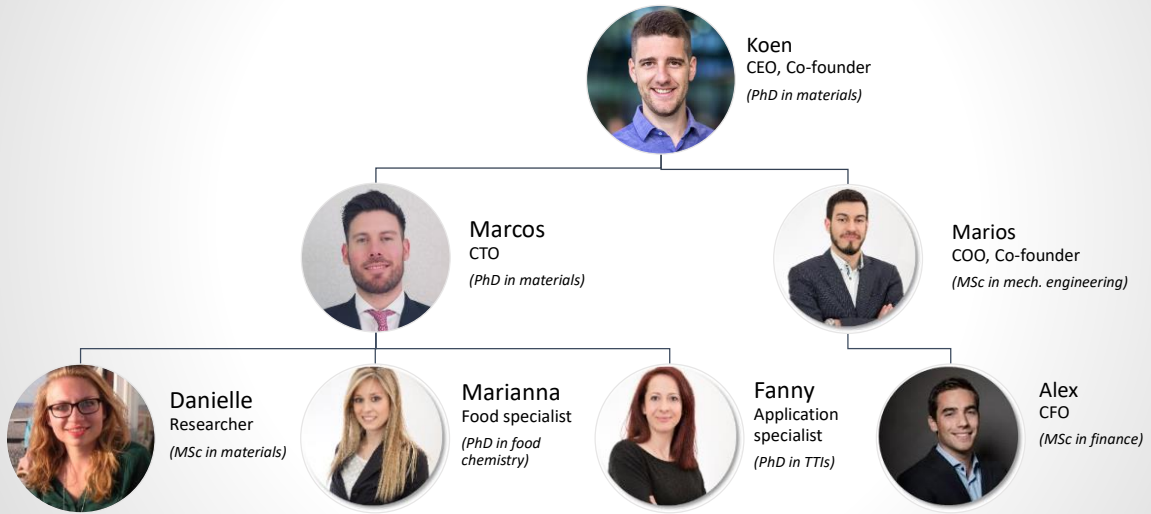 Koen
CEO, Co-founder
(PhD in materials)
Marcos
CTO
(PhD in materials)
Marios
COO, Co-founder
(MSc in mech. engineering)
Danielle
Researcher
(MSc in materials)
Marianna
Food specialist
(PhD in food
chemistry)
Fanny
Application
specialist
(PhD in TTIs)
Alex
CFO
(MSc in finance)